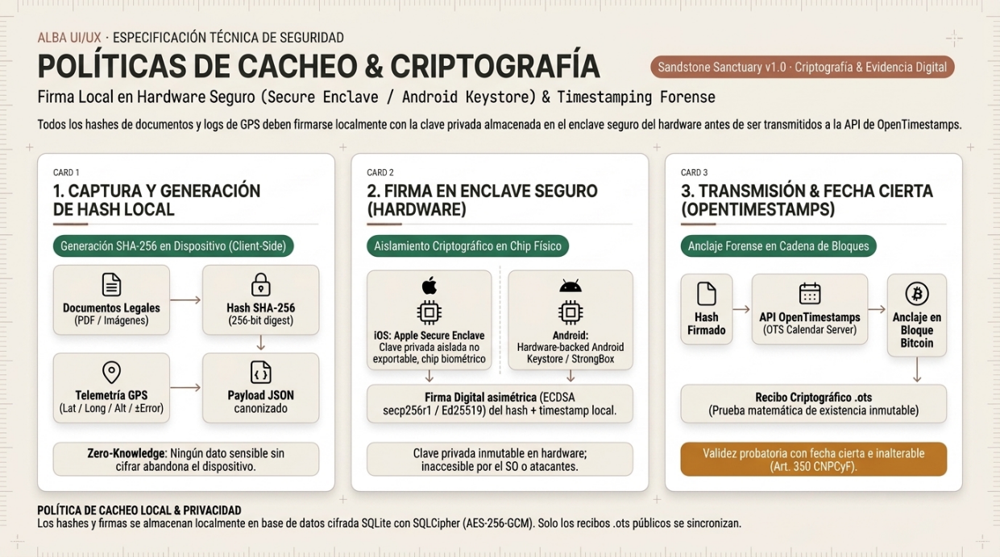 ALBA UI/UX · ESPECIFICACIÓN TÉCNICA DE SEGURIDAD
POLÍTICAS DE CACHEO & CRIPTOGRAFÍA
Sandstone Sanctuary v1.0 · Criptografía & Evidencia Digital
Firma Local en Hardware Seguro (Secure Enclave / Android Keystore) & Timestamping Forense
Todos los hashes de documentos y logs de GPS deben firmarse localmente con la clave privada almacenada en el enclave seguro del hardware antes de ser transmitidos a la API de OpenTimestamps.
CARD 1
1. CAPTURA Y GENERACIÓN
DE HASH LOCAL
Generación SHA-256 en Dispositivo (Client-Side)
Documentos Legales
(PDF / Imágenes)
Hash SHA-256
(256-bit digest)
Telemetría GPS
(Lat / Long / Alt / ±Error)
Payload JSON
canonizado
Zero-Knowledge: Ningún dato sensible sin
cifrar abandona el dispositivo.
CARD 2
2. FIRMA EN ENCLAVE SEGURO
(HARDWARE)
Aislamiento Criptográfico en Chip Físico
iOS: Apple Secure Enclave
Clave privada aislada no
exportable, chip biométrico
Android:
Hardware-backed Android
Keystore / StrongBox
Firma Digital asimétrica (ECDSA
secp256r1 / Ed25519) del hash + timestamp local.
Clave privada inmutable en hardware;
inaccesible por el SO o atacantes.
CARD 3
3. TRANSMISIÓN & FECHA CIERTA
(OPENTIMESTAMPS)
Anclaje Forense en Cadena de Bloques
Hash
Firmado
API OpenTimestamps
(OTS Calendar Server)
Anclaje en
Bloque
Bitcoin
Recibo Criptográfico .ots
(Prueba matemática de existencia inmutable)
Validez probatoria con fecha cierta e inalterable
(Art. 350 CNPCyF).
POLÍTICA DE CACHEO LOCAL & PRIVACIDAD
Los hashes y firmas se almacenan localmente en base de datos cifrada SQLite con SQLCipher (AES-256-GCM). Solo los recibos .ots públicos se sincronizan.